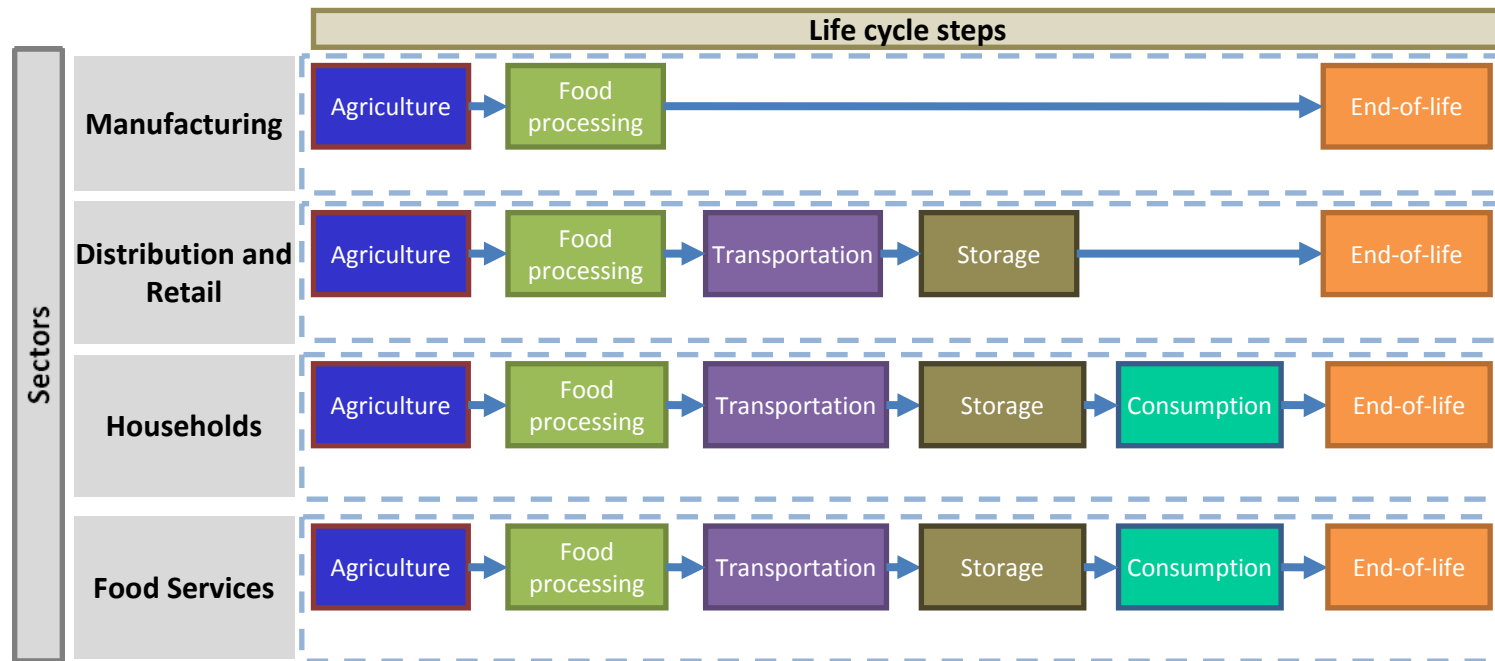 Life cycle steps
Sectors
Manufacturing
Agriculture
Food
processing
End-of-life
Distribution and
Retail
Agriculture
Food
processing
Transportation
Storage
End-of-life
Households
Agriculture
Food
processing
Transportation
Storage
Consumption
End-of-life
Food Services
Agriculture
Food
processing
Transportation
Storage
Consumption
End-of-life